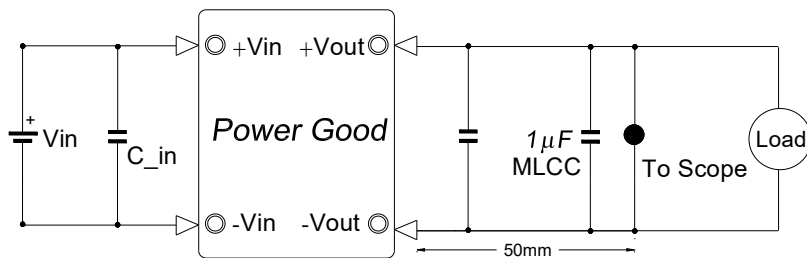 +Vin +Vout
Power Good
+
Vin
C_in
1μF
MLCC
To Scope
Load
-Vin -Vout
50mm